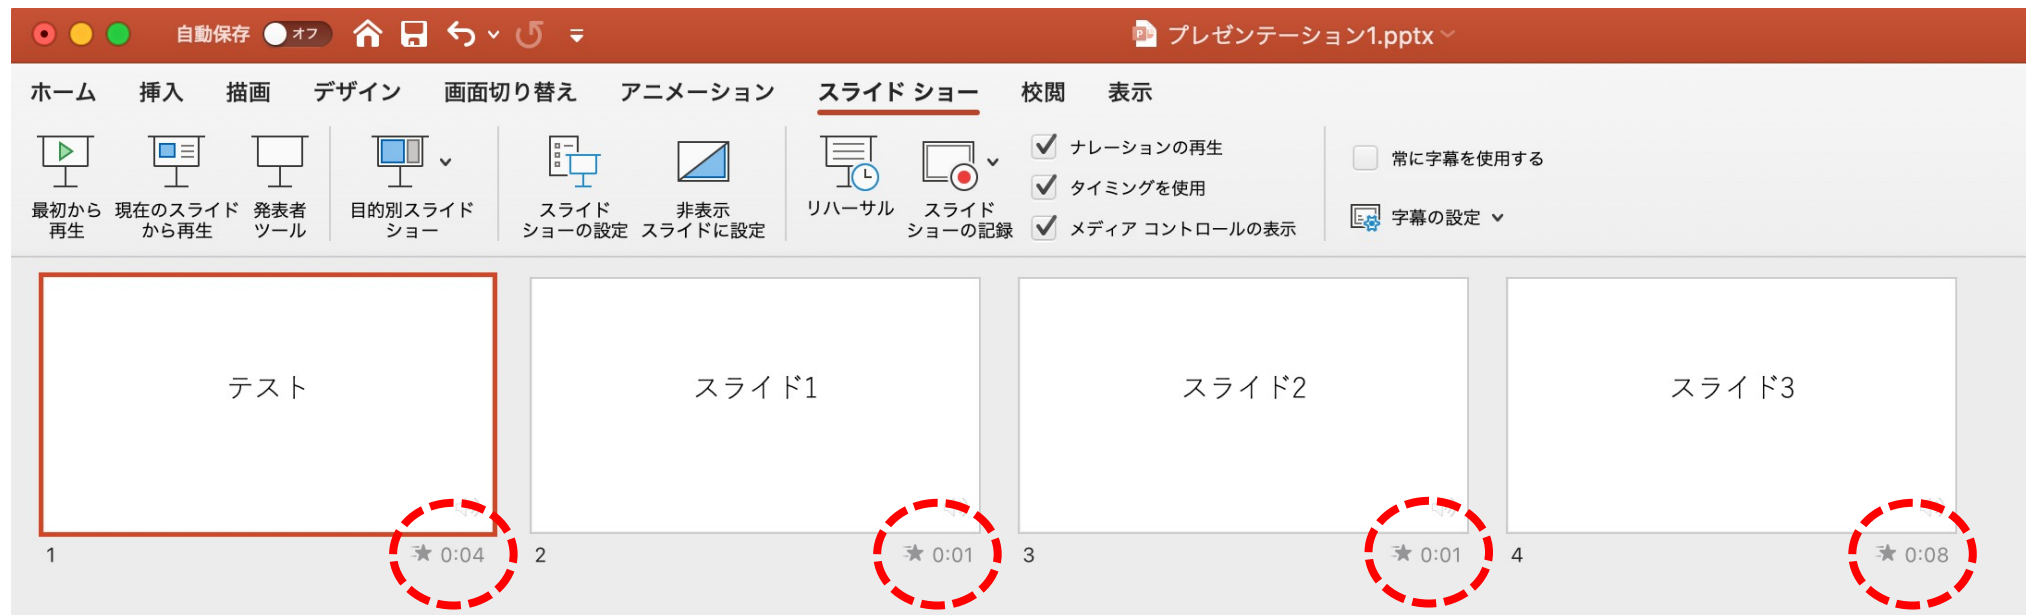 自動保存 オフ プレゼンテーション1.pptx
ホーム 挿入 描画 デザイン 画面切り替え アニメーション スライド ショー 校閲 表示
最初から
再生
現在のスライド
から再生
発表者
ツール
目的別スライド
ショー
スライド
ショーの設定
非表示
スライドに設定
リハーサル
スライド
ショーの記録
ナレーションの再生
タイミングを使用
メディア コントロールの表示
常に字幕を使用する
字幕の設定
テスト
スライド1
スライド2
スライド3
1 0:04 2 0:01 3 0:01 4 0:08